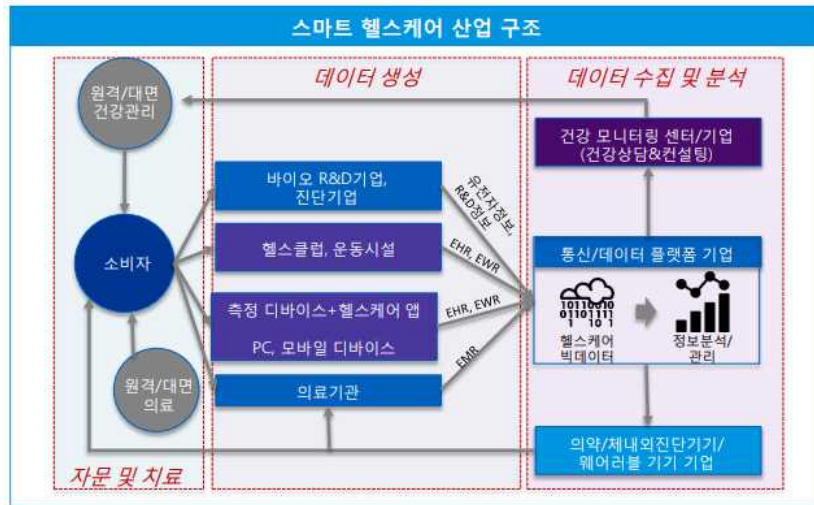 스마트 헬스케어 산업 구조
데이터 생성
데이터 수집 및 분석
원격/대면
건강관리
건강 모니터링 센터/기업
(건강상담&컨설팅)
바이오 R&D기업,
진단기업
유전자정보,
R&D정보
소비자
헬스클럽, 운동시설
EHR, EWR
통신/데이터 플랫폼 기업
10110010
01101111
1 10 1
측정 디바이스+헬스케어 앱
PC, 모바일 디바이스
EHR, EWR
헬스케어
빅데이터
정보분석/
관리
원격/대면
의료
의료기관
EMR
의약/체내외진단기기/
웨어러블 기기 기업
자문 및 치료